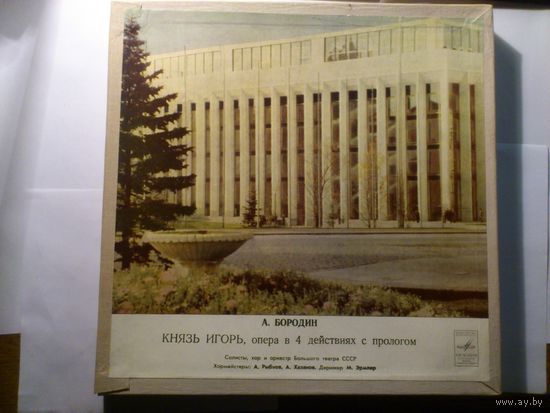 А. БОРОДИН
КНЯЗЬ ИГОРЬ, опера в 4 действиях с прологом
Солисты, хор и оркестр Большого театра СССР
Хормейстеры: А. Рыбнов, А. Хазанов. Дирижер М. Эрмлер
www.ay.by